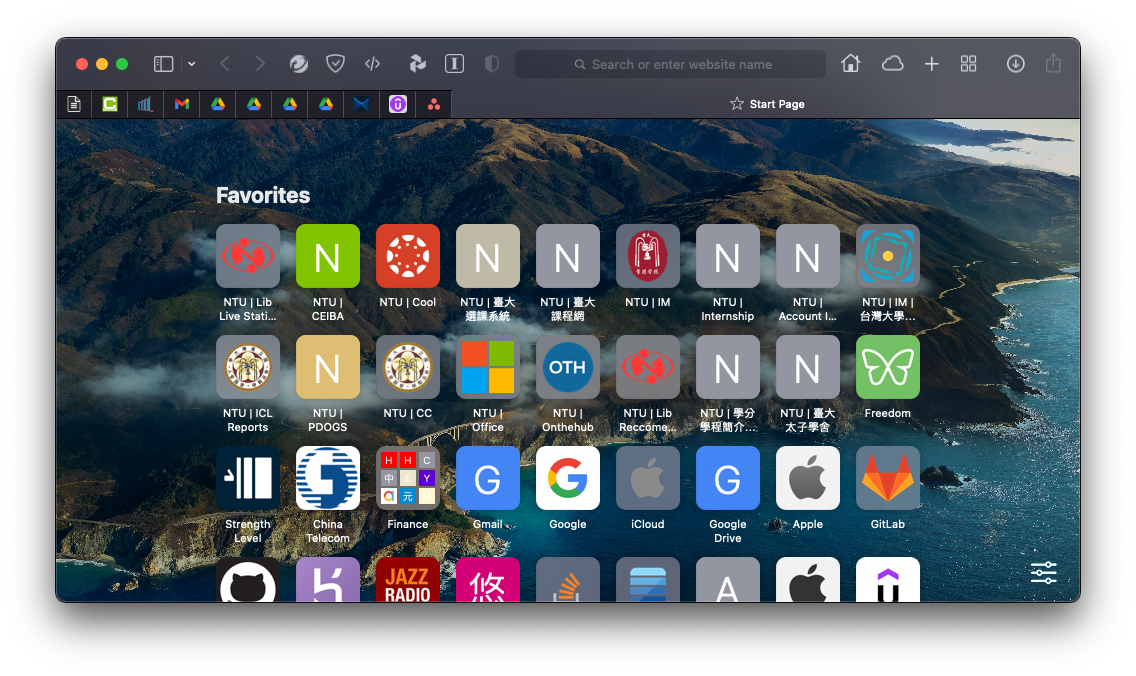 Search or enter website name
Start Page
Favorites
N
N
N
N
N
NTU | Lib
Live Stati...
NTU |
CEIBA
NTU | Cool
NTU | 臺大
選課系統
NTU | 臺大
課程網
NTU | IM
NTU |
Internship
NTU |
Account I...
NTU | IM |
台灣大學...
N
OTH
N
N
NTU | ICL
Reports
NTU |
PDOGS
NTU | CC
NTU |
Office
NTU |
Onthehub
NTU | Lib
Reccome...
NTU | 學分
學程簡介...
NTU | 臺大
太子學舍
Freedom
H H C
中 E Y
元
G
G
G
Strength
Level
China
Telecom
Finance
Gmail
Google
iCloud
Google
Drive
Apple
GitLab
JAZZ
RADIO
悠
A